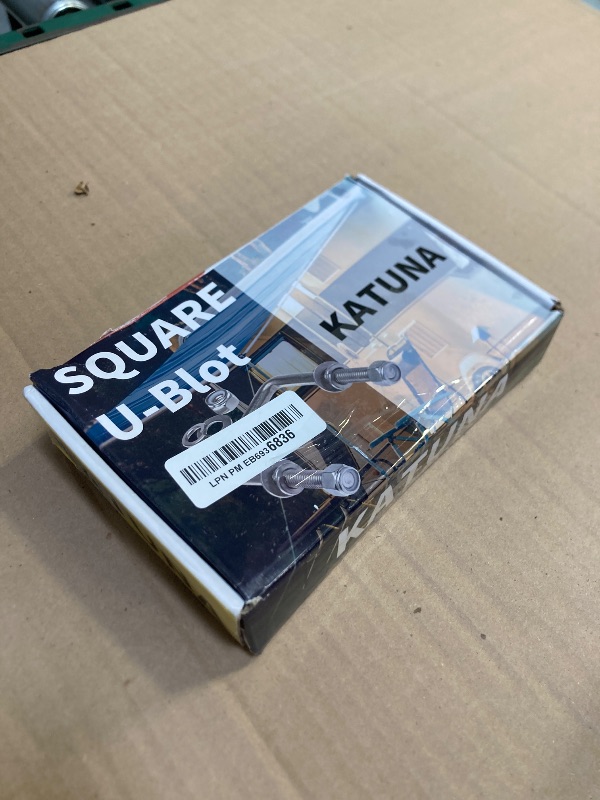 SQUARE
U-Blot
KATUNA
LPN PM EB6936836
KATUNA